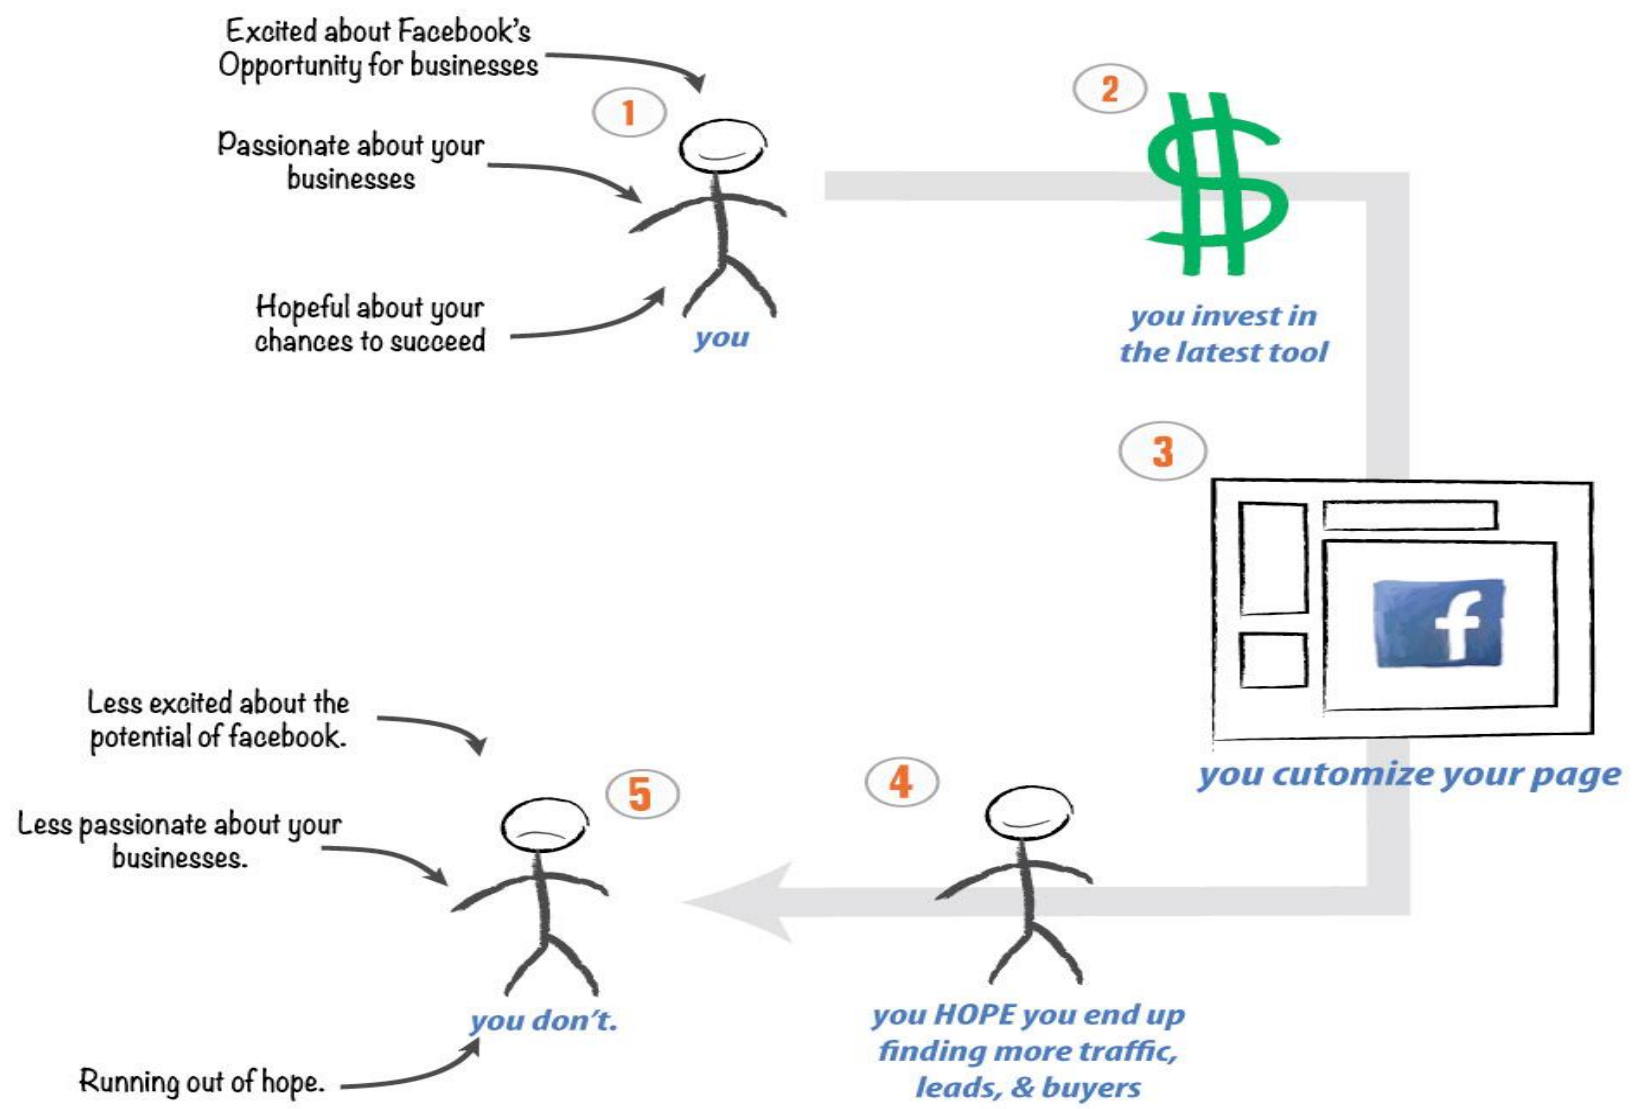 Excited about Facebook's
Opportunity for businesses
1
Passionate about your
businesses
Hopeful about your
chances to succeed
you
2
you invest in
the latest tool
3
f
you cutomize your page
4
you HOPE you end up
finding more traffic,
leads, & buyers
5
Less excited about the
potential of facebook.
Less passionate about your
businesses.
you don't.
Running out of hope.